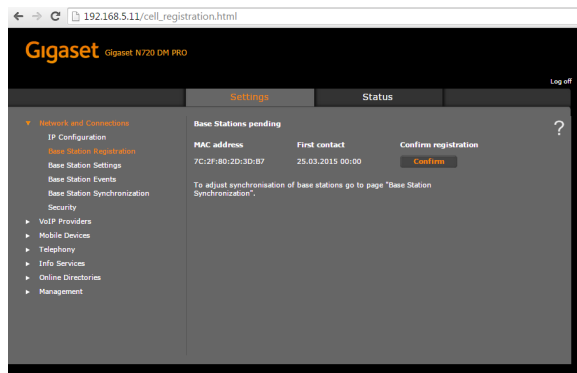 192.168.5.11/cell_registration.html
Gigaset Gigaset N720 DM PRO
Log off
Settings Status
Network and Connections
IP Configuration
Base Station Registration
Base Station Settings
Base Station Events
Base Station Synchronization
Security
VoIP Providers
Mobile Devices
Telephony
Info Services
Online Directories
Management
Base Stations pending
?
MAC address First contact Confirm registration
7C:2F:80:2D:3D:B7 25.03.2015 00:00 Confirm
To adjust synchronisation of base stations go to page "Base Station
Synchronization".